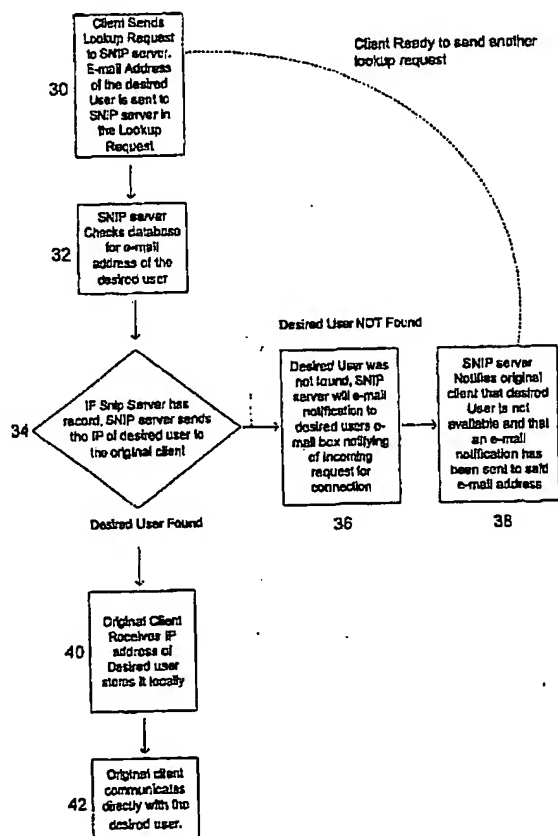 Client Sends
Lookup Request
to SNIP server.
E-mail Address
of the desired
User is sent to
SNIP server in
the Lookup
Request
30
Client Ready to send another
lookup request
SNIP server
Checks database
for e-mail
address of the
desired user
32
IF Snip Server has
record, SNIP server sends
the IP of desired user to
the original client
34
Desired User NOT Found
Desired User was
not found, SNIP
server will e-mail
notification to
desired users e-
mail box notifying
of incoming
request for
connection
36
SNIP server
Notifies original
client that desired
User is not
available and that
an e-mail
notification has
been sent to said
e-mail address
38
Desired User Found
Original Client
Receives IP
address of
Desired user
stores it locally
40
Original client
communicates
directly with the
desired user.
42